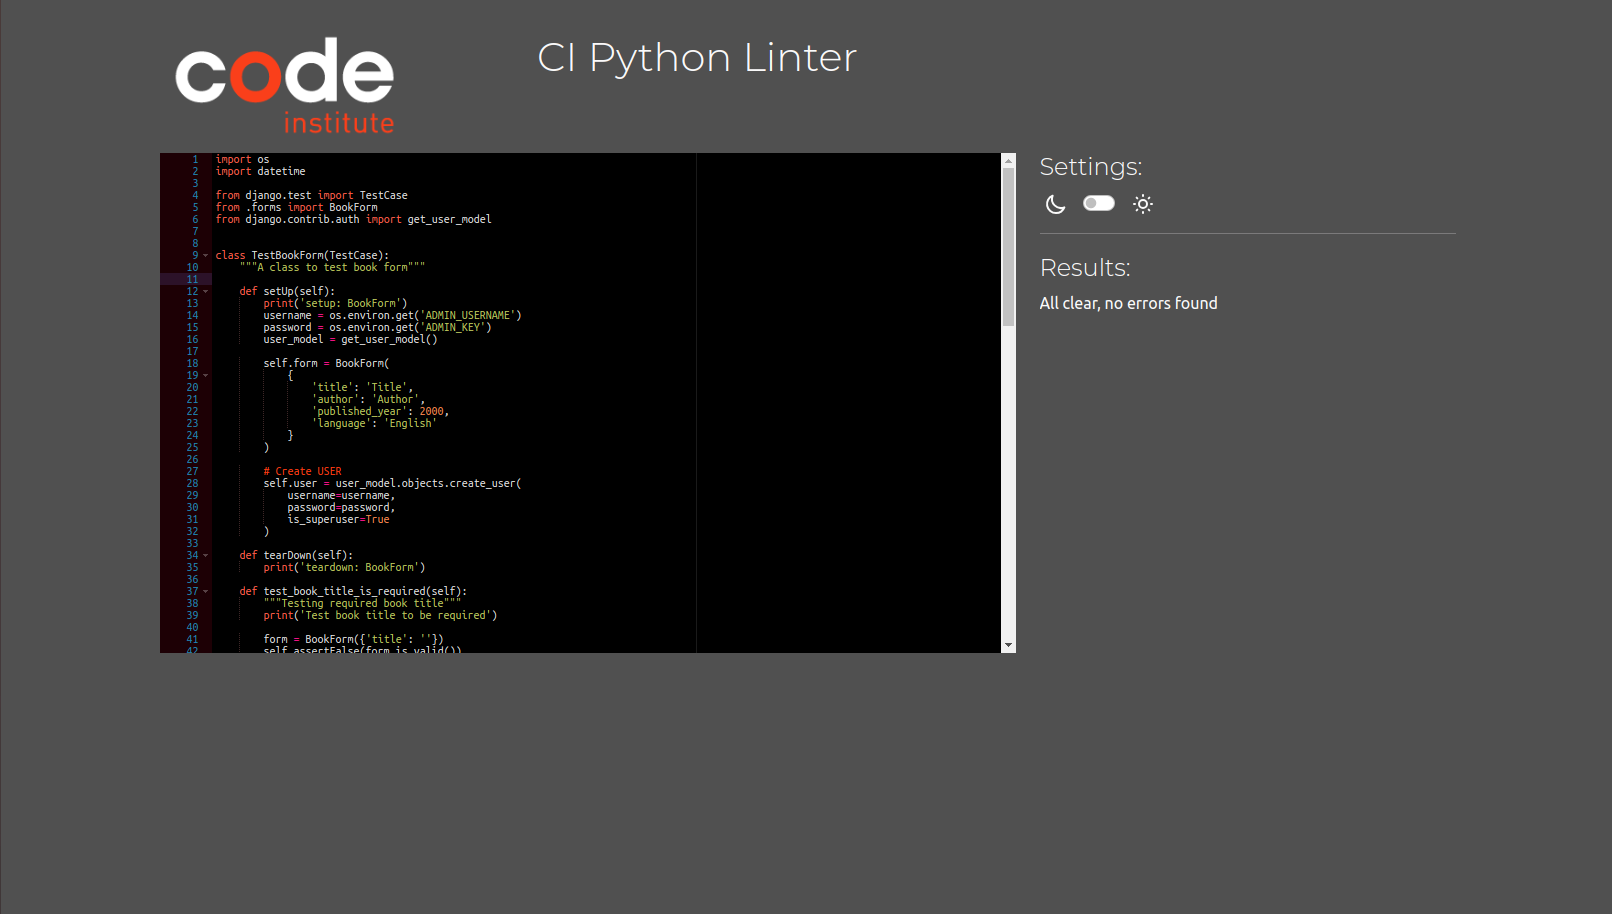 code
institute
CI Python Linter
1 import os
2 import datetime
3
4 from django.test import TestCase
5 from .forms import BookForm
6 from django.contrib.auth import get_user_model
7
8
9 class TestBookForm(TestCase):
10     """A class to test book form"""
11
12     def setUp(self):
13         print('setup: BookForm')
14         username = os.environ.get('ADMIN_USERNAME')
15         password = os.environ.get('ADMIN_KEY')
16         user_model = get_user_model()
17
18         self.form = BookForm(
19             {
20                 'title': 'Title',
21                 'author': 'Author',
22                 'published_year': 2000,
23                 'language': 'English'
24             }
25         )
26
27         # Create USER
28         self.user = user_model.objects.create_user(
29             username=username,
30             password=password,
31             is_superuser=True
32         )
33
34     def tearDown(self):
35         print('teardown: BookForm')
36
37     def test_book_title_is_required(self):
38         """Testing required book title"""
39         print('Test book title to be required')
40
41         form = BookForm({'title': ''})
42         self.assertFalse(form.is_valid())
Settings:
Results:
All clear, no errors found